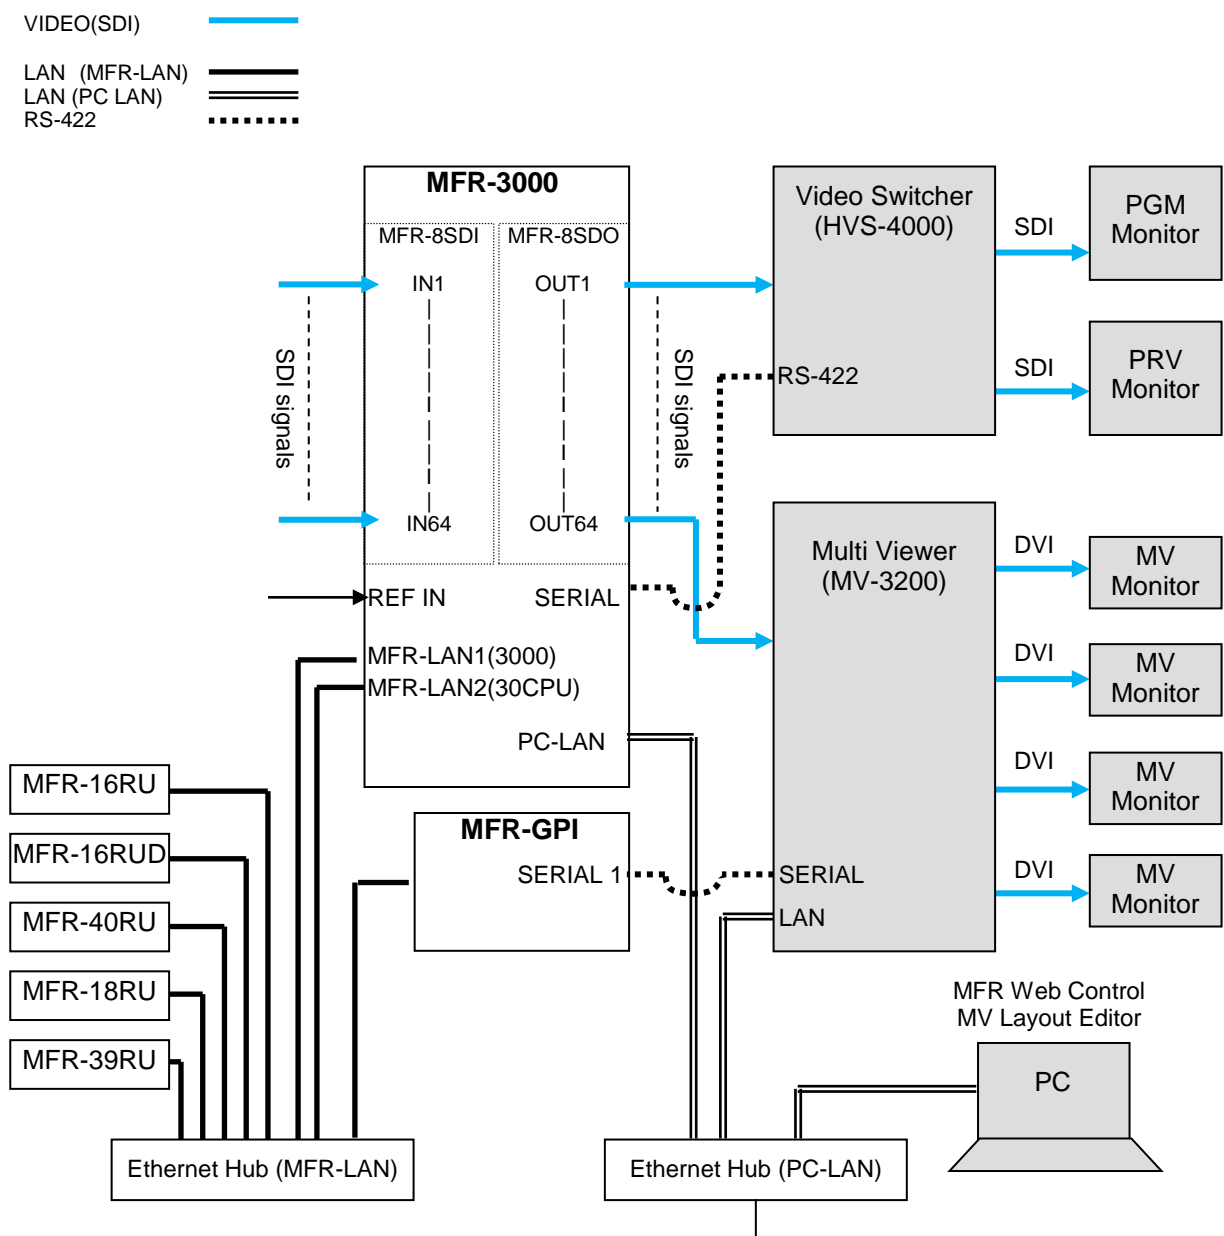 VIDEO(SDI)
LAN (MFR-LAN)
LAN (PC LAN)
RS-422
MFR-3000
MFR-8SDI
MFR-8SDO
IN1
OUT1
SDI signals
SDI signals
IN64
OUT64
REF IN
SERIAL
MFR-LAN1(3000)
MFR-LAN2(30CPU)
PC-LAN
Video Switcher
(HVS-4000)
RS-422
SDI
PGM
Monitor
SDI
PRV
Monitor
Multi Viewer
(MV-3200)
SERIAL
LAN
DVI
MV
Monitor
DVI
MV
Monitor
DVI
MV
Monitor
DVI
MV
Monitor
MFR-16RU
MFR-16RUD
MFR-40RU
MFR-18RU
MFR-39RU
MFR-GPI
SERIAL 1
MFR Web Control
MV Layout Editor
PC
Ethernet Hub (MFR-LAN)
Ethernet Hub (PC-LAN)